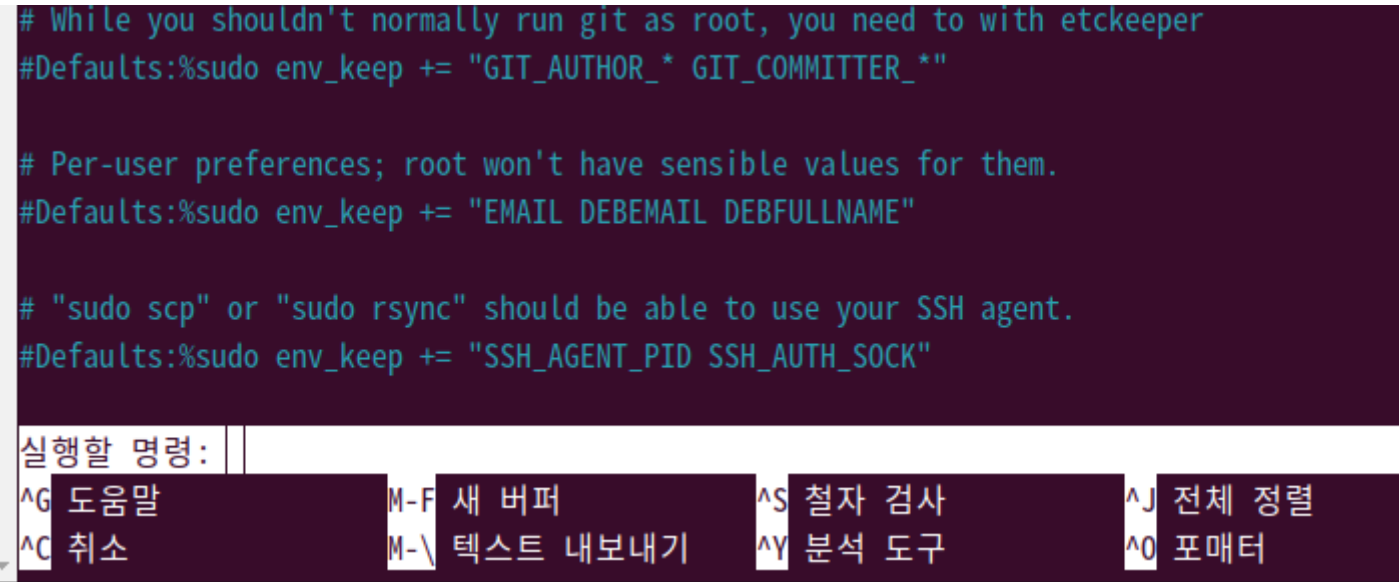 # While you shouldn't normally run git as root, you need to with etckeeper
#Defaults:%sudo env_keep += "GIT_AUTHOR_* GIT_COMMITTER_*"
# Per-user preferences; root won't have sensible values for them.
#Defaults:%sudo env_keep += "EMAIL DEBEMAIL DEBFULLNAME"
# "sudo scp" or "sudo rsync" should be able to use your SSH agent.
#Defaults:%sudo env_keep += "SSH_AGENT_PID SSH_AUTH_SOCK"
실행할 명령:
^G 도움말 M-F 새 버퍼 ^S 철자 검사 ^J 전체 정렬
^C 취소 M-\ 텍스트 내보내기 ^Y 분석 도구 ^O 포매터